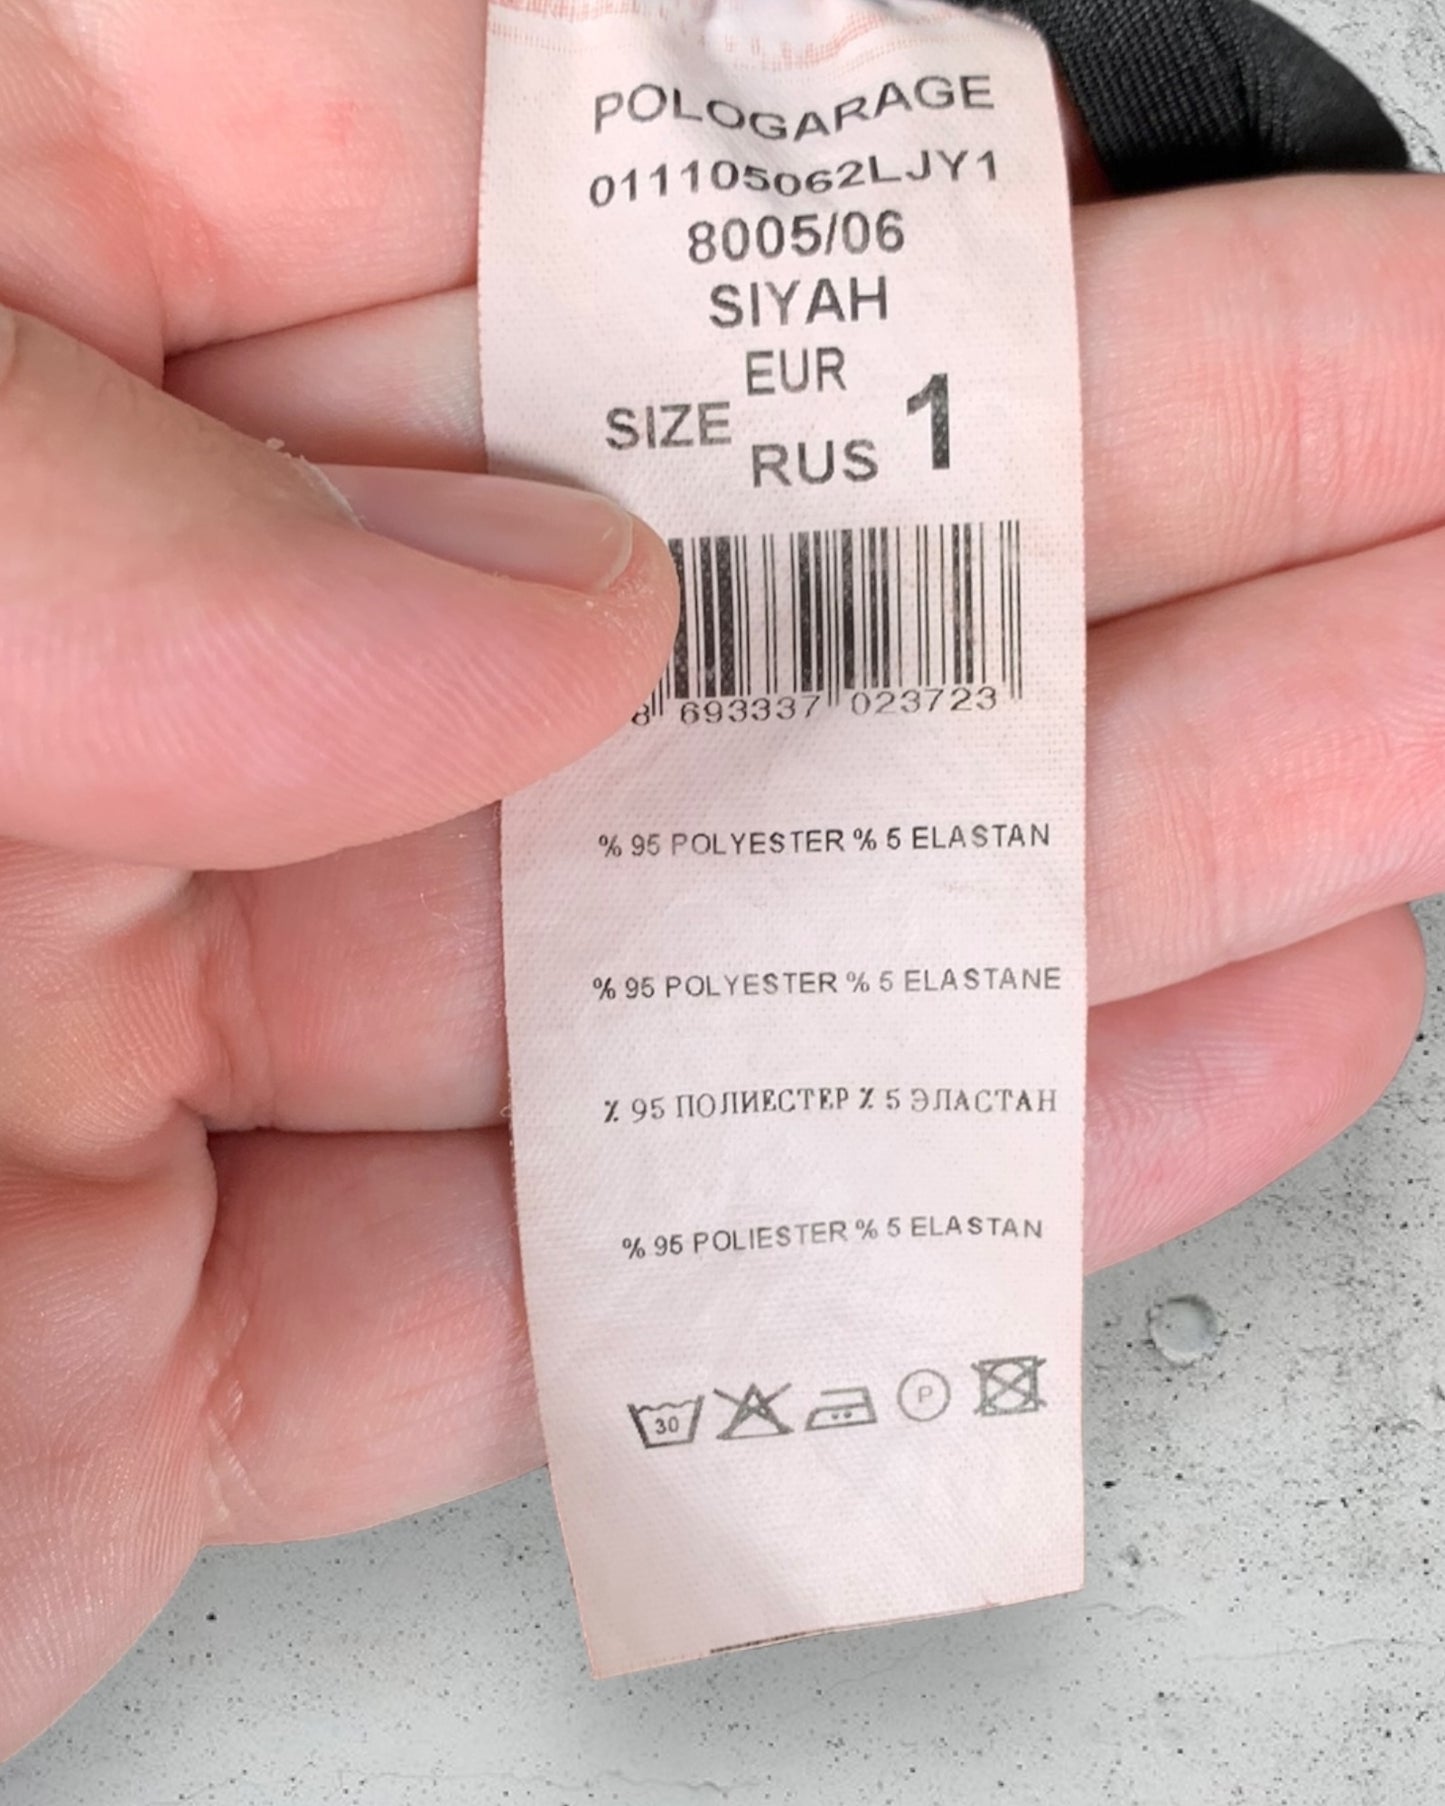 POLOGARAGE
011105062LJY1
8005/06
SIYAH
EUR
SIZE 1
RUS
8 693337 023723
% 95 POLYESTER % 5 ELASTAN
% 95 POLYESTER % 5 ELASTANE
% 95 ПОЛИЕСТЕР % 5 ЭЛАСТАН
% 95 POLIESTER % 5 ELASTAN
30 P